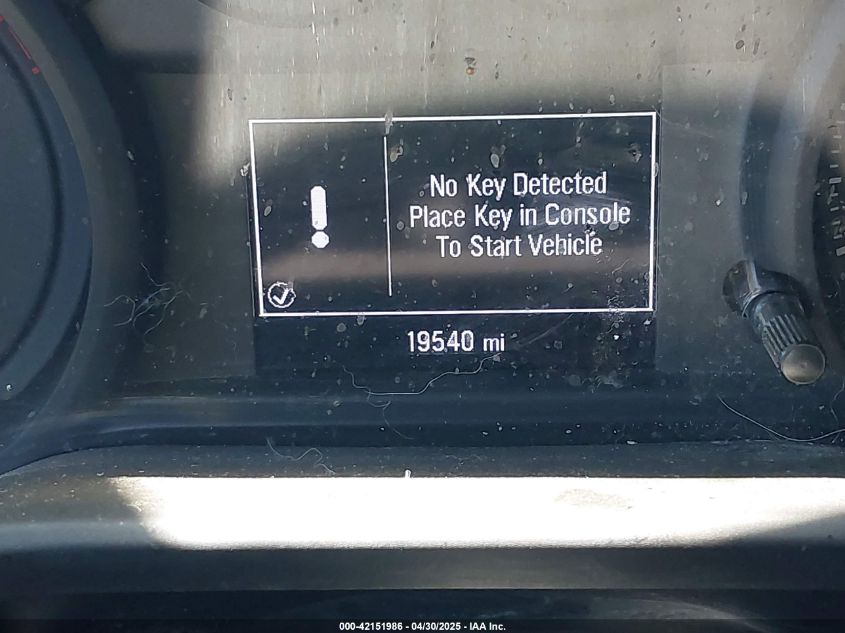 No Key Detected
Place Key in Console
To Start Vehicle
19540 mi
000-42151986 - 04/30/2025 - IAA Inc.